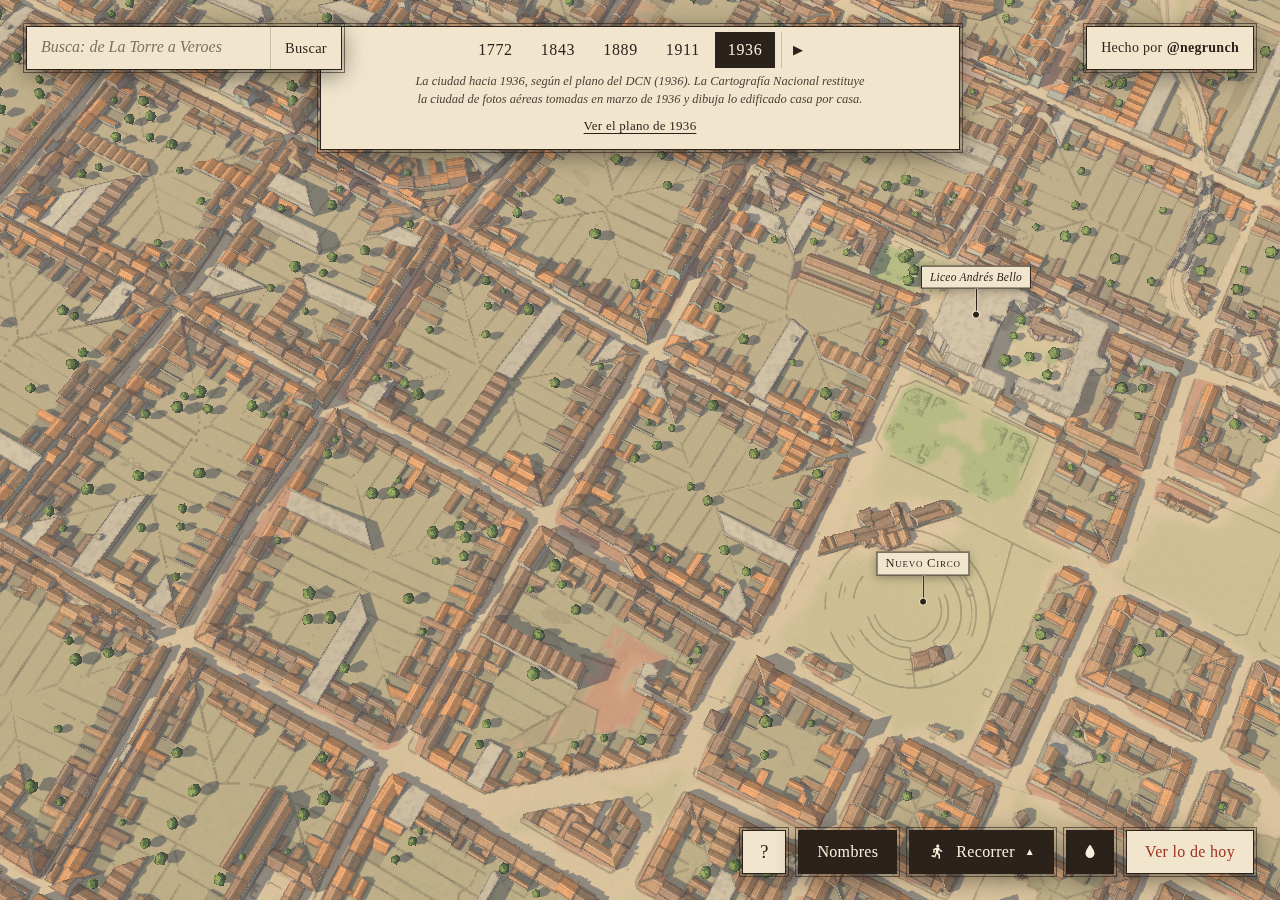 Busca: de La Torre a Veroes
Buscar
1772 1843 1889 1911 1936
La ciudad hacia 1936, según el plano del DCN (1936). La Cartografía Nacional restituye
la ciudad de fotos aéreas tomadas en marzo de 1936 y dibuja lo edificado casa por casa.
Ver el plano de 1936
Hecho por @negrunch
Liceo Andrés Bello
Nuevo Circo
?
Nombres
Recorrer
Ver lo de hoy